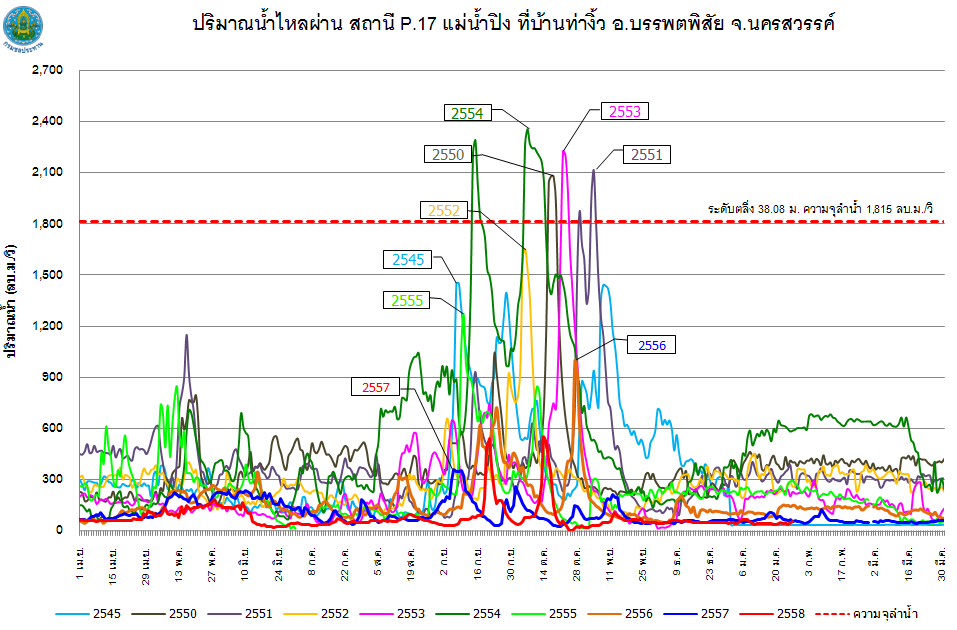 ปริมาณน้ำไหลผ่าน สถานี P.17 แม่น้ำปิง ที่บ้านท่างิ้ว อ.บรรพตพิสัย จ.นครสวรรค์
กรมชลประทาน
ปริมาณน้ำ (ลบ.ม./วิ)
2,700
2,400
2,100
1,800
1,500
1,200
900
600
300
0
2554
2553
2550
2551
2552
2545
2555
2556
2557
ระดับตลิ่ง 38.08 ม. ความจุลำน้ำ 1,815 ลบ.ม./วิ
1 เม.ย.
15 เม.ย.
29 เม.ย.
13 พ.ค.
27 พ.ค.
10 มิ.ย.
24 มิ.ย.
8 ก.ค.
22 ก.ค.
5 ส.ค.
19 ส.ค.
2 ก.ย.
16 ก.ย.
30 ก.ย.
14 ต.ค.
28 ต.ค.
11 พ.ย.
25 พ.ย.
9 ธ.ค.
23 ธ.ค.
6 ม.ค.
20 ม.ค.
3 ก.พ.
17 ก.พ.
2 มี.ค.
16 มี.ค.
30 มี.ค.
2545 2550 2551 2552 2553 2554 2555 2556 2557 2558 ความจุลำน้ำ